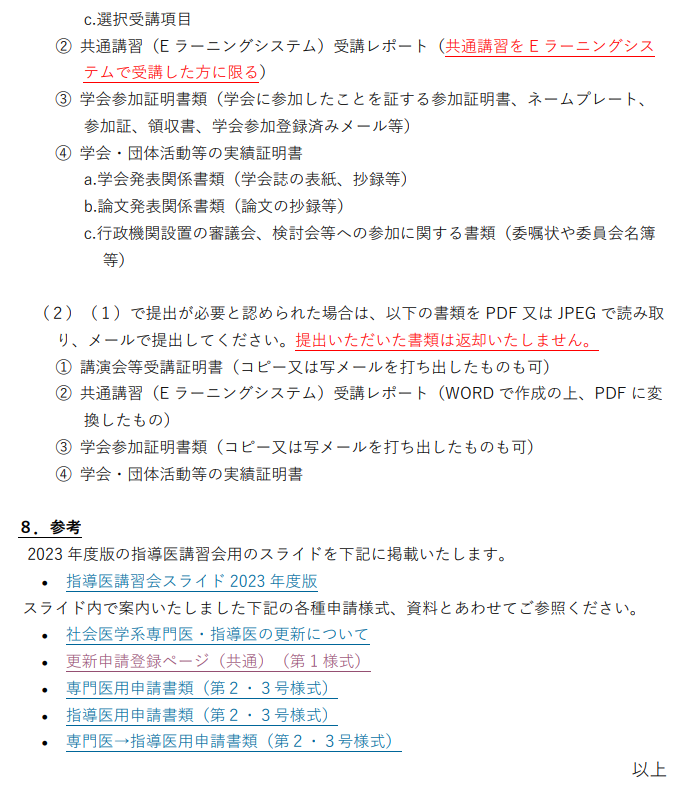 c.選択受講項目
② 共通講習（E ラーニングシステム）受講レポート（共通講習を E ラーニングシス
テムで受講した方に限る）
③ 学会参加証明書類（学会に参加したことを証する参加証明書、ネームプレート、
参加証、領収書、学会参加登録済みメール等）
④ 学会・団体活動等の実績証明書
a.学会発表関係書類（学会誌の表紙、抄録等）
b.論文発表関係書類（論文の抄録等）
c.行政機関設置の審議会、検討会等への参加に関する書類（委嘱状や委員会名簿
等）
（２）（１）で提出が必要と認められた場合は、以下の書類を PDF 又は JPEG で読み取
り、メールで提出してください。提出いただいた書類は返却いたしません。
① 講演会等受講証明書（コピー又は写メールを打ち出したものも可）
② 共通講習（E ラーニングシステム）受講レポート（WORD で作成の上、PDF に変
換したもの）
③ 学会参加証明書類（コピー又は写メールを打ち出したものも可）
④ 学会・団体活動等の実績証明書
８．参考
2023 年度版の指導医講習会用のスライドを下記に掲載いたします。
• 指導医講習会スライド 2023 年度版
スライド内で案内いたしました下記の各種申請様式、資料とあわせてご参照ください。
• 社会医学系専門医・指導医の更新について
• 更新申請登録ページ（共通）（第１様式）
• 専門医用申請書類（第２・３号様式）
• 指導医用申請書類（第２・３号様式）
• 専門医→指導医用申請書類（第２・３号様式）
以上